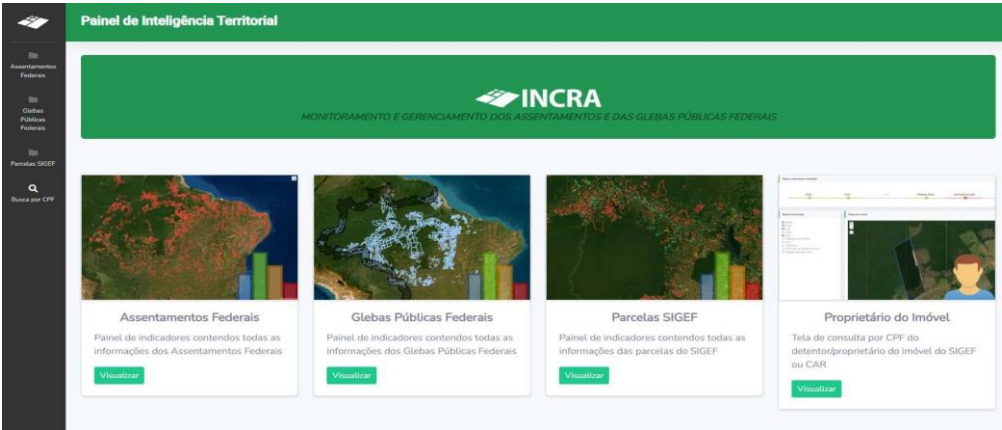 Painel de Inteligência Territorial
Assentamentos
Federais
Glebas
Públicas
Federais
Parcelas SIGEF
Busca por CPF
INCRA
MONITORAMENTO E GERENCIAMENTO DOS ASSENTAMENTOS E DAS GLEBAS PÚBLICAS FEDERAIS
Assentamentos Federais
Painel de indicadores contendo todas as
informações dos Assentamentos Federais
Visualizar
Glebas Públicas Federais
Painel de indicadores contendo todas as
informações dos Glebas Públicas Federais
Visualizar
Parcelas SIGEF
Painel de indicadores contendo todas as
informações das parcelas do SIGEF
Visualizar
Proprietário do Imóvel
Tela de consulta por CPF do
detentor/proprietário do imóvel do SIGEF
ou CAR
Visualizar